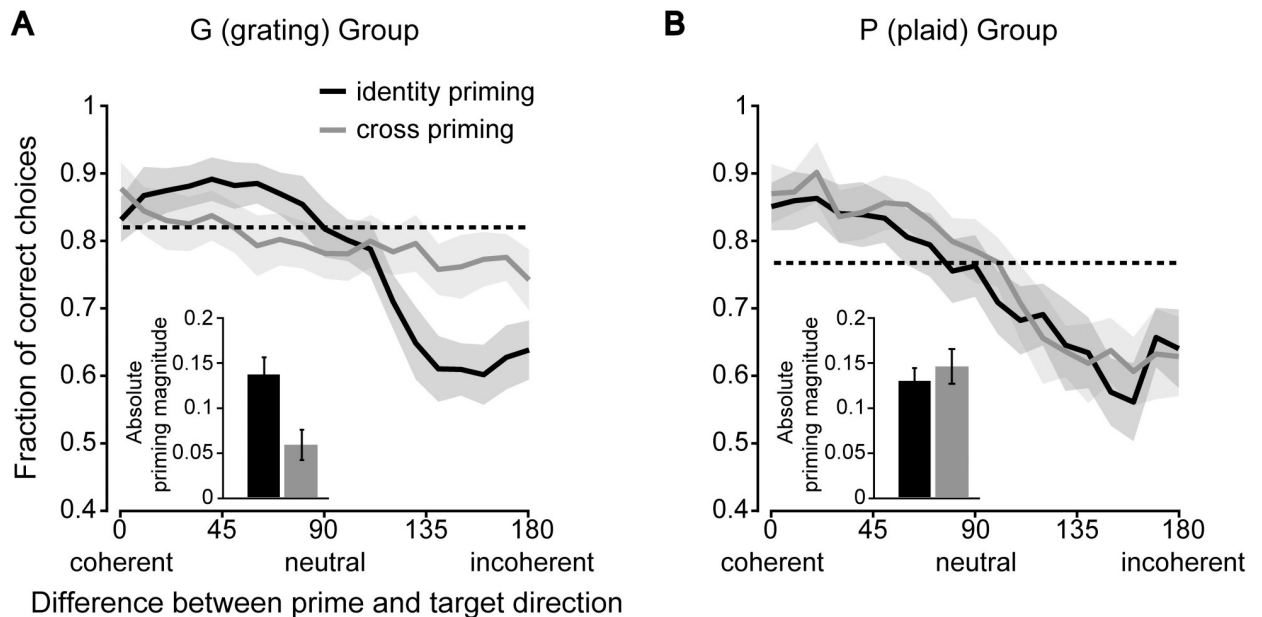 A
G (grating) Group
identity priming
cross priming
Fraction of correct choices
1
0.9
0.8
0.7
0.6
0.5
0.4
Absolute
priming magnitude
0.2
0.15
0.1
0.05
0
0 45 90 135 180
coherent neutral incoherent
Difference between prime and target direction
B
P (plaid) Group
1
0.9
0.8
0.7
0.6
0.5
0.4
Absolute
priming magnitude
0.2
0.15
0.1
0.05
0
0 45 90 135 180
coherent neutral incoherent